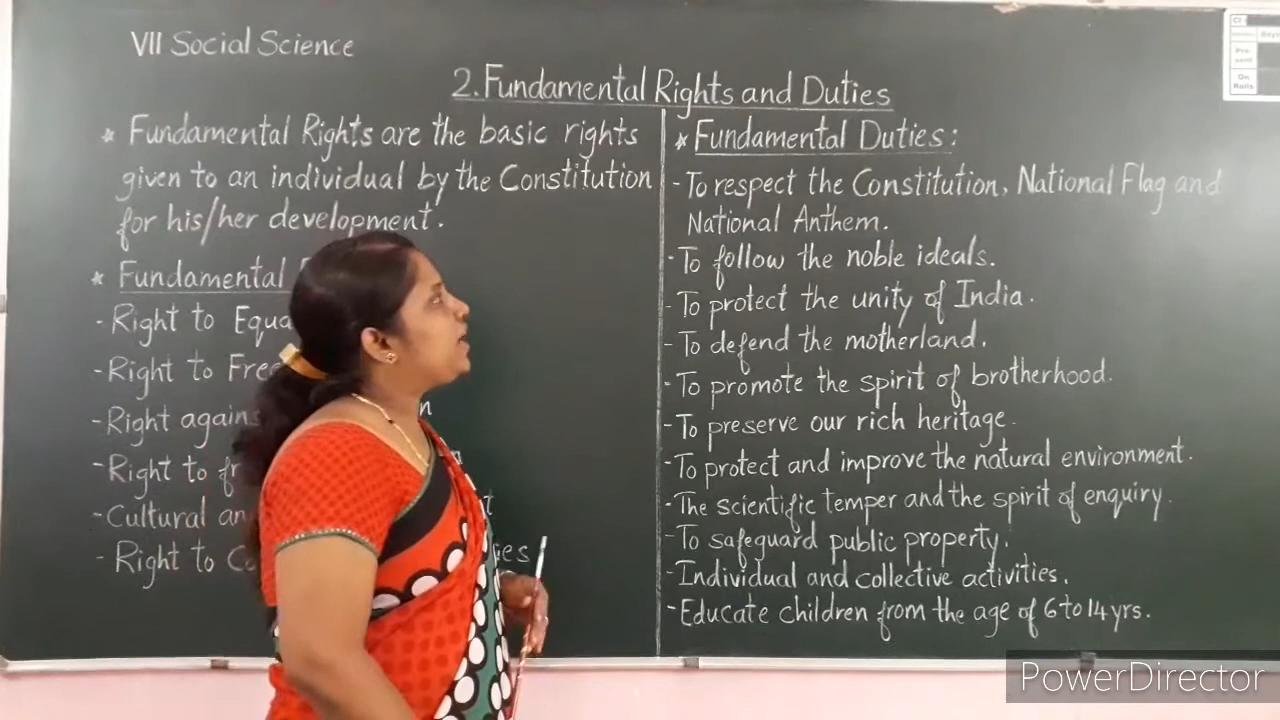 VII Social Science
2. Fundamental Rights and Duties
* Fundamental Rights are the basic rights
given to an individual by the Constitution
for his/her development.
* Fundamental
- Right to
- Right to
- Right
- Right to
- Cultural
- Right to
* Fundamental Duties:
- To respect the Constitution, National Flag and
National Anthem.
- To follow the noble ideals.
- To protect the unity of India.
- To defend the motherland.
- To promote the spirit of brotherhood.
- To preserve our rich heritage.
- To protect and improve the natural environment.
- The scientific temper and the spirit of enquiry.
- To safeguard public property.
- Individual and collective activities.
- Educate children from the age of 6 to 14 yrs.
On
Rolls
PowerDirector